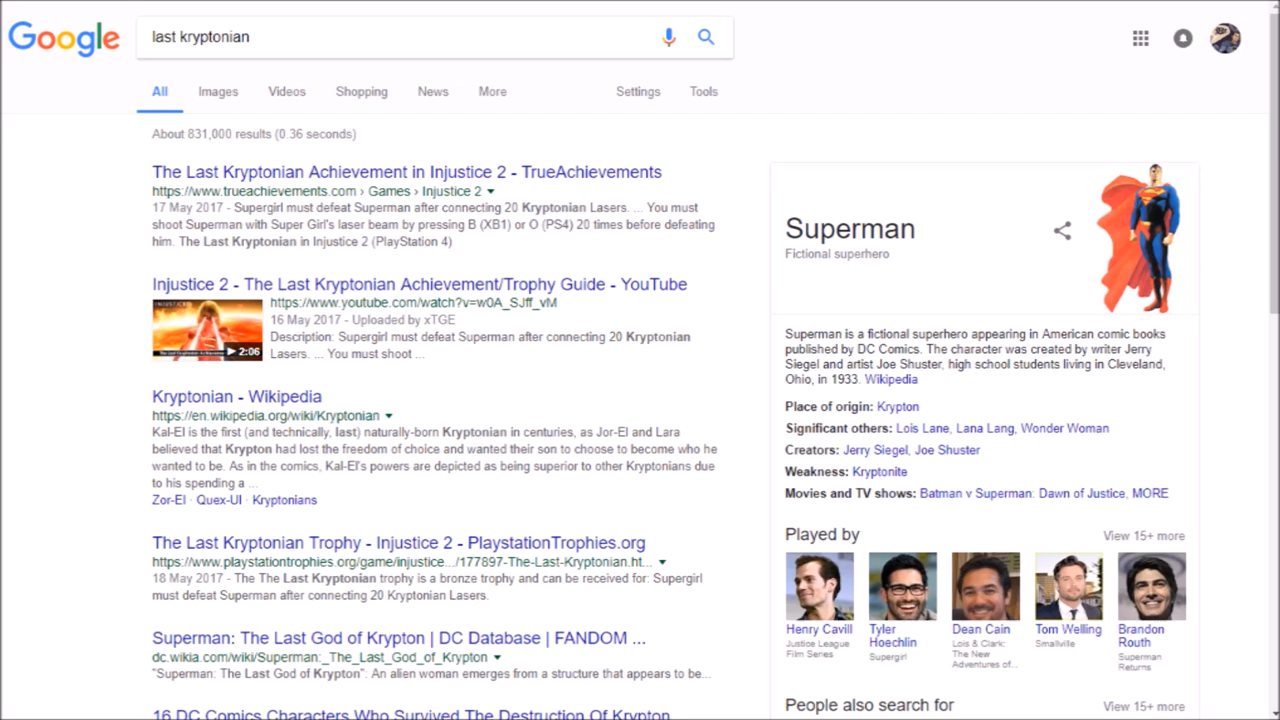 Google
last kryptonian
All Images Videos Shopping News More Settings Tools
About 831,000 results (0.36 seconds)
The Last Kryptonian Achievement in Injustice 2 - TrueAchievements
https://www.trueachievements.com › Games › Injustice 2
17 May 2017 - Supergirl must defeat Superman after connecting 20 Kryptonian Lasers. ... You must
shoot Superman with Super Girl's laser beam by pressing B (XB1) or O (PS4) 20 times before defeating
him. The Last Kryptonian in Injustice 2 (PlayStation 4)
Injustice 2 - The Last Kryptonian Achievement/Trophy Guide - YouTube
https://www.youtube.com/watch?v=w0A_SJff_vM
16 May 2017 - Uploaded by xTGE
Description: Supergirl must defeat Superman after connecting 20 Kryptonian
Lasers. ... You must shoot ...
2:06
Kryptonian - Wikipedia
https://en.wikipedia.org/wiki/Kryptonian
Kal-El is the first (and technically, last) naturally-born Kryptonian in centuries, as Jor-El and Lara
believed that Krypton had lost the freedom of choice and wanted their son to choose to become who he
wanted to be. As in the comics, Kal-El's powers are depicted as being superior to other Kryptonians due
to his spending a ...
Zor-El · Quex-Ul · Kryptonians
The Last Kryptonian Trophy - Injustice 2 - PlaystationTrophies.org
https://www.playstationtrophies.org/game/injustice.../177897-The-Last-Kryptonian.ht...
18 May 2017 - The The Last Kryptonian trophy is a bronze trophy and can be received for: Supergirl
must defeat Superman after connecting 20 Kryptonian Lasers.
Superman: The Last God of Krypton | DC Database | FANDOM ...
dc.wikia.com/wiki/Superman:_The_Last_God_of_Krypton
"Superman: The Last God of Krypton": An alien woman emerges from a structure that appears to be...
16 DC Comics Characters Who Survived The Destruction Of Krypton
Superman
Fictional superhero
Superman is a fictional superhero appearing in American comic books
published by DC Comics. The character was created by writer Jerry
Siegel and artist Joe Shuster, high school students living in Cleveland,
Ohio, in 1933. Wikipedia
Place of origin: Krypton
Significant others: Lois Lane, Lana Lang, Wonder Woman
Creators: Jerry Siegel, Joe Shuster
Weakness: Kryptonite
Movies and TV shows: Batman v Superman: Dawn of Justice, MORE
Played by View 15+ more
Henry Cavill
Justice League
Film Series
Tyler
Hoechlin
Supergirl
Dean Cain
Lois & Clark:
The New
Adventures of...
Tom Welling
Smallville
Brandon
Routh
Superman
Returns
People also search for View 15+ more